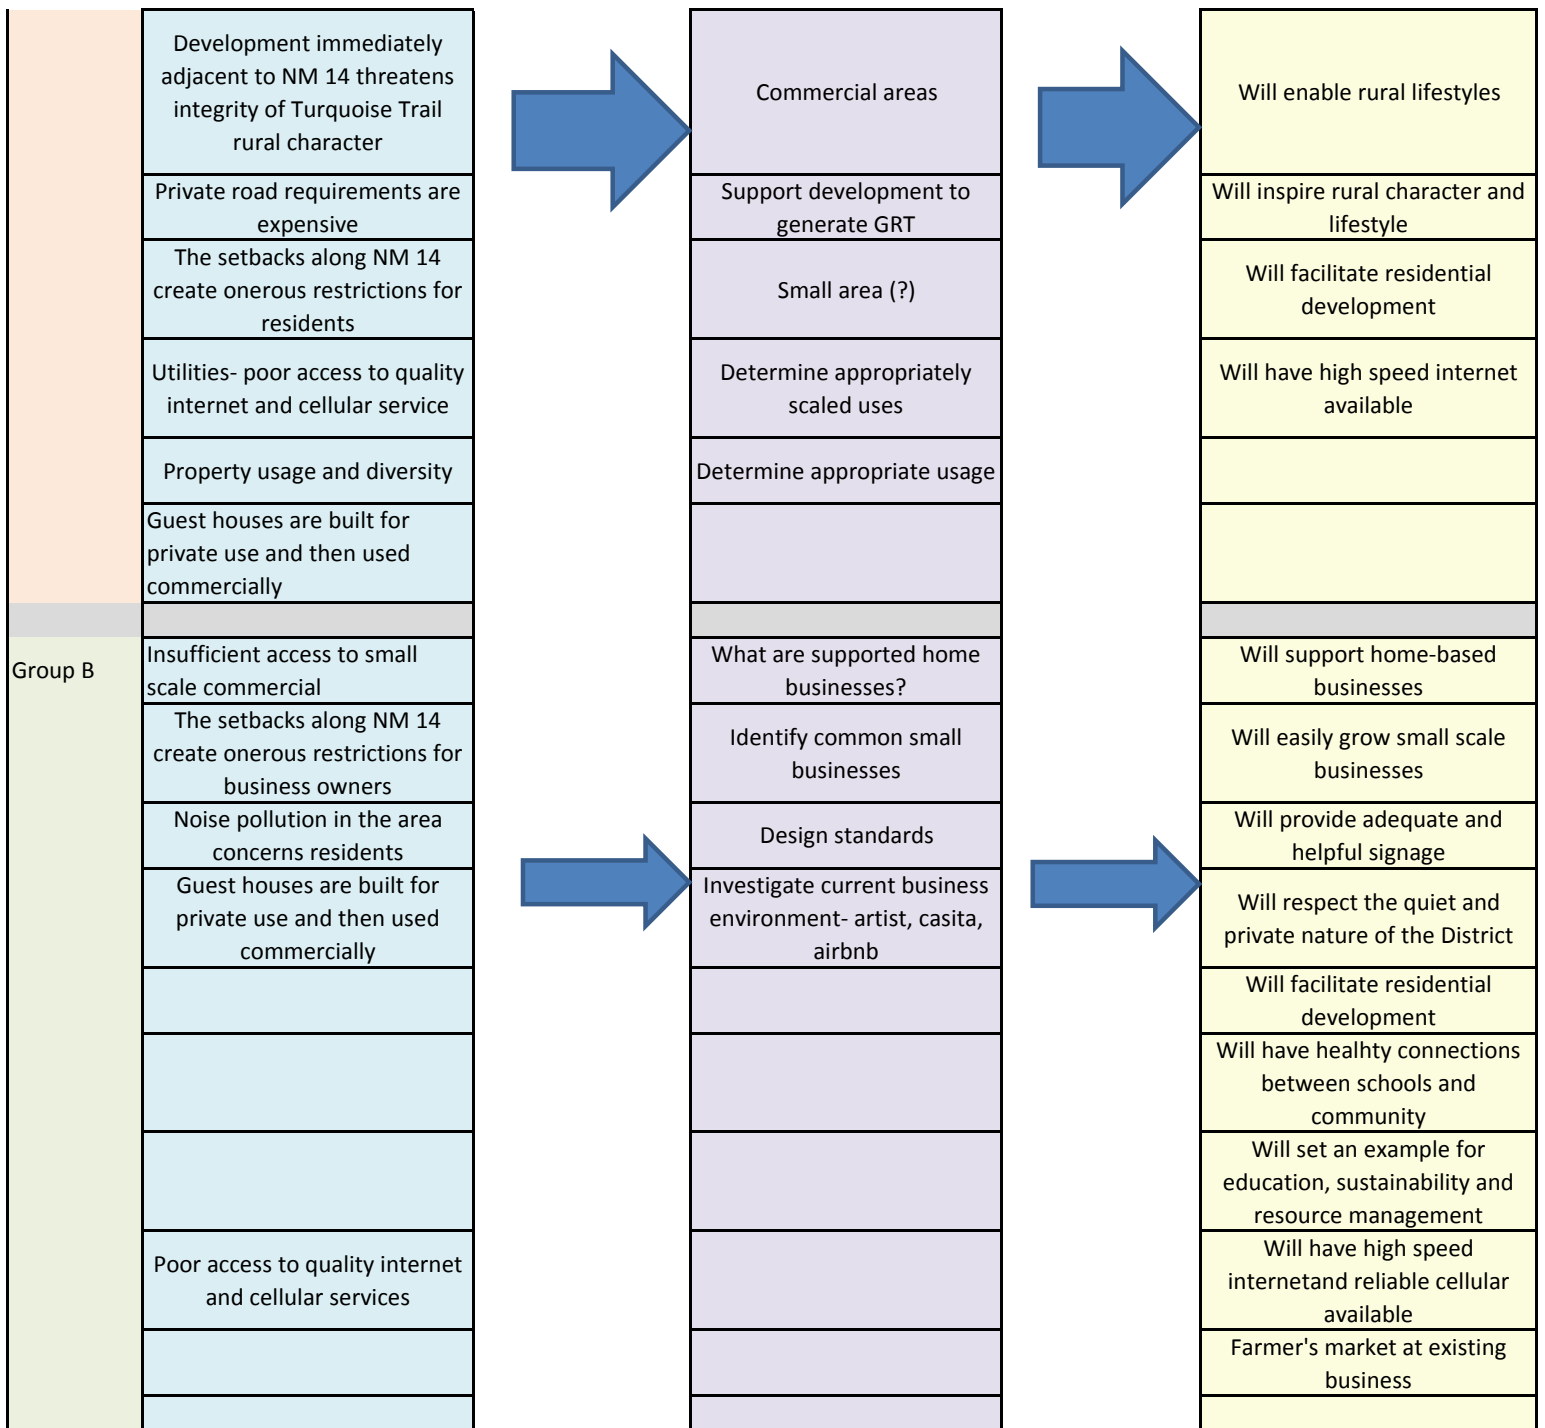 Development immediately
adjacent to NM 14 threatens
integrity of Turquoise Trail
rural character
Commercial areas
Will enable rural lifestyles
Private road requirements are
expensive
Support development to
generate GRT
Will inspire rural character and
lifestyle
The setbacks along NM 14
create onerous restrictions for
residents
Small area (?)
Will facilitate residential
development
Utilities- poor access to quality
internet and cellular service
Determine appropriately
scaled uses
Will have high speed internet
available
Property usage and diversity
Determine appropriate usage
Guest houses are built for
private use and then used
commercially
Group B
Insufficient access to small
scale commercial
What are supported home
businesses?
Will support home-based
businesses
The setbacks along NM 14
create onerous restrictions for
business owners
Identify common small
businesses
Will easily grow small scale
businesses
Noise pollution in the area
concerns residents
Design standards
Will provide adequate and
helpful signage
Guest houses are built for
private use and then used
commercially
Investigate current business
environment- artist, casita,
airbnb
Will respect the quiet and
private nature of the District
Will facilitate residential
development
Will have healhty connections
between schools and
community
Will set an example for
education, sustainability and
resource management
Poor access to quality internet
and cellular services
Will have high speed
internetand reliable cellular
available
Farmer's market at existing
business